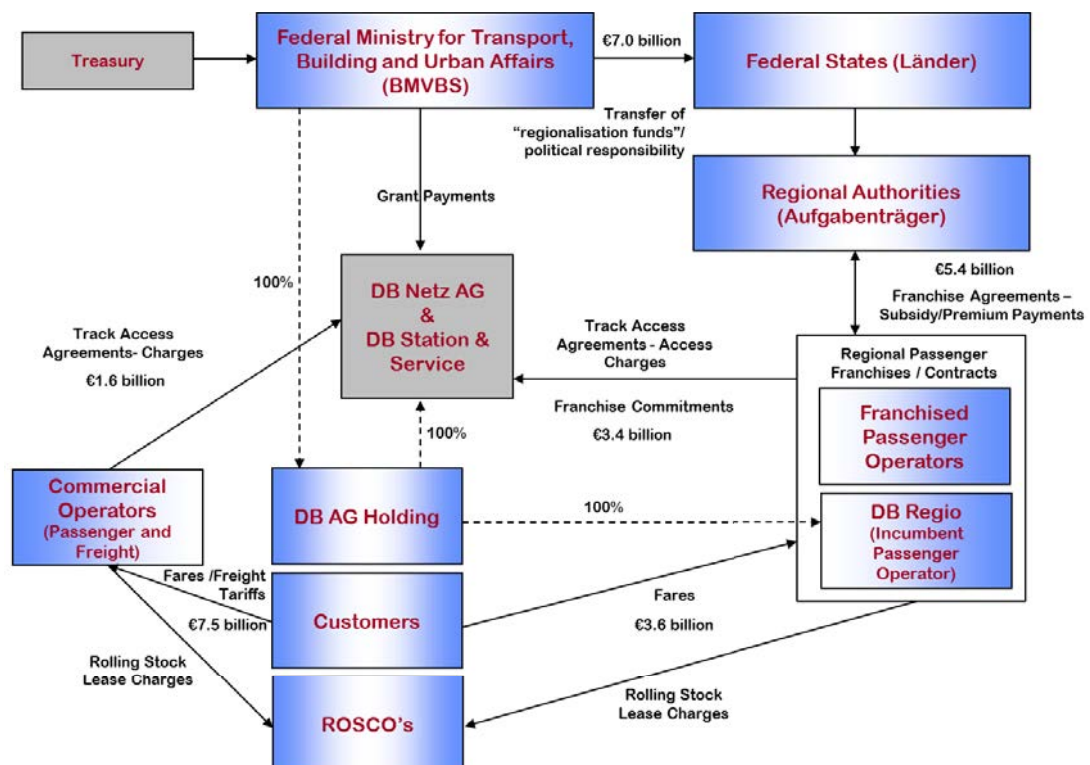 Treasury
Federal Ministry for Transport,
Building and Urban Affairs
(BMVBS)
€7.0 billion
Federal States (Länder)
Transfer of
“regionalisation funds”/
political responsibility
Grant Payments
Regional Authorities
(Aufgabenträger)
100%
€5.4 billion
Franchise Agreements –
Subsidy/Premium Payments
DB Netz AG
&
DB Station &
Service
Track Access
Agreements- Charges
€1.6 billion
Track Access
Agreements - Access
Charges
Franchise Commitments
€3.4 billion
Regional Passenger
Franchises / Contracts
Franchised
Passenger
Operators
100%
Commercial
Operators
(Passenger and
Freight)
DB AG Holding
100%
DB Regio
(Incumbent
Passenger
Operator)
Fares /Freight
Tariffs
€7.5 billion
Customers
Fares
€3.6 billion
Rolling Stock
Lease Charges
ROSCO’s
Rolling Stock
Lease Charges